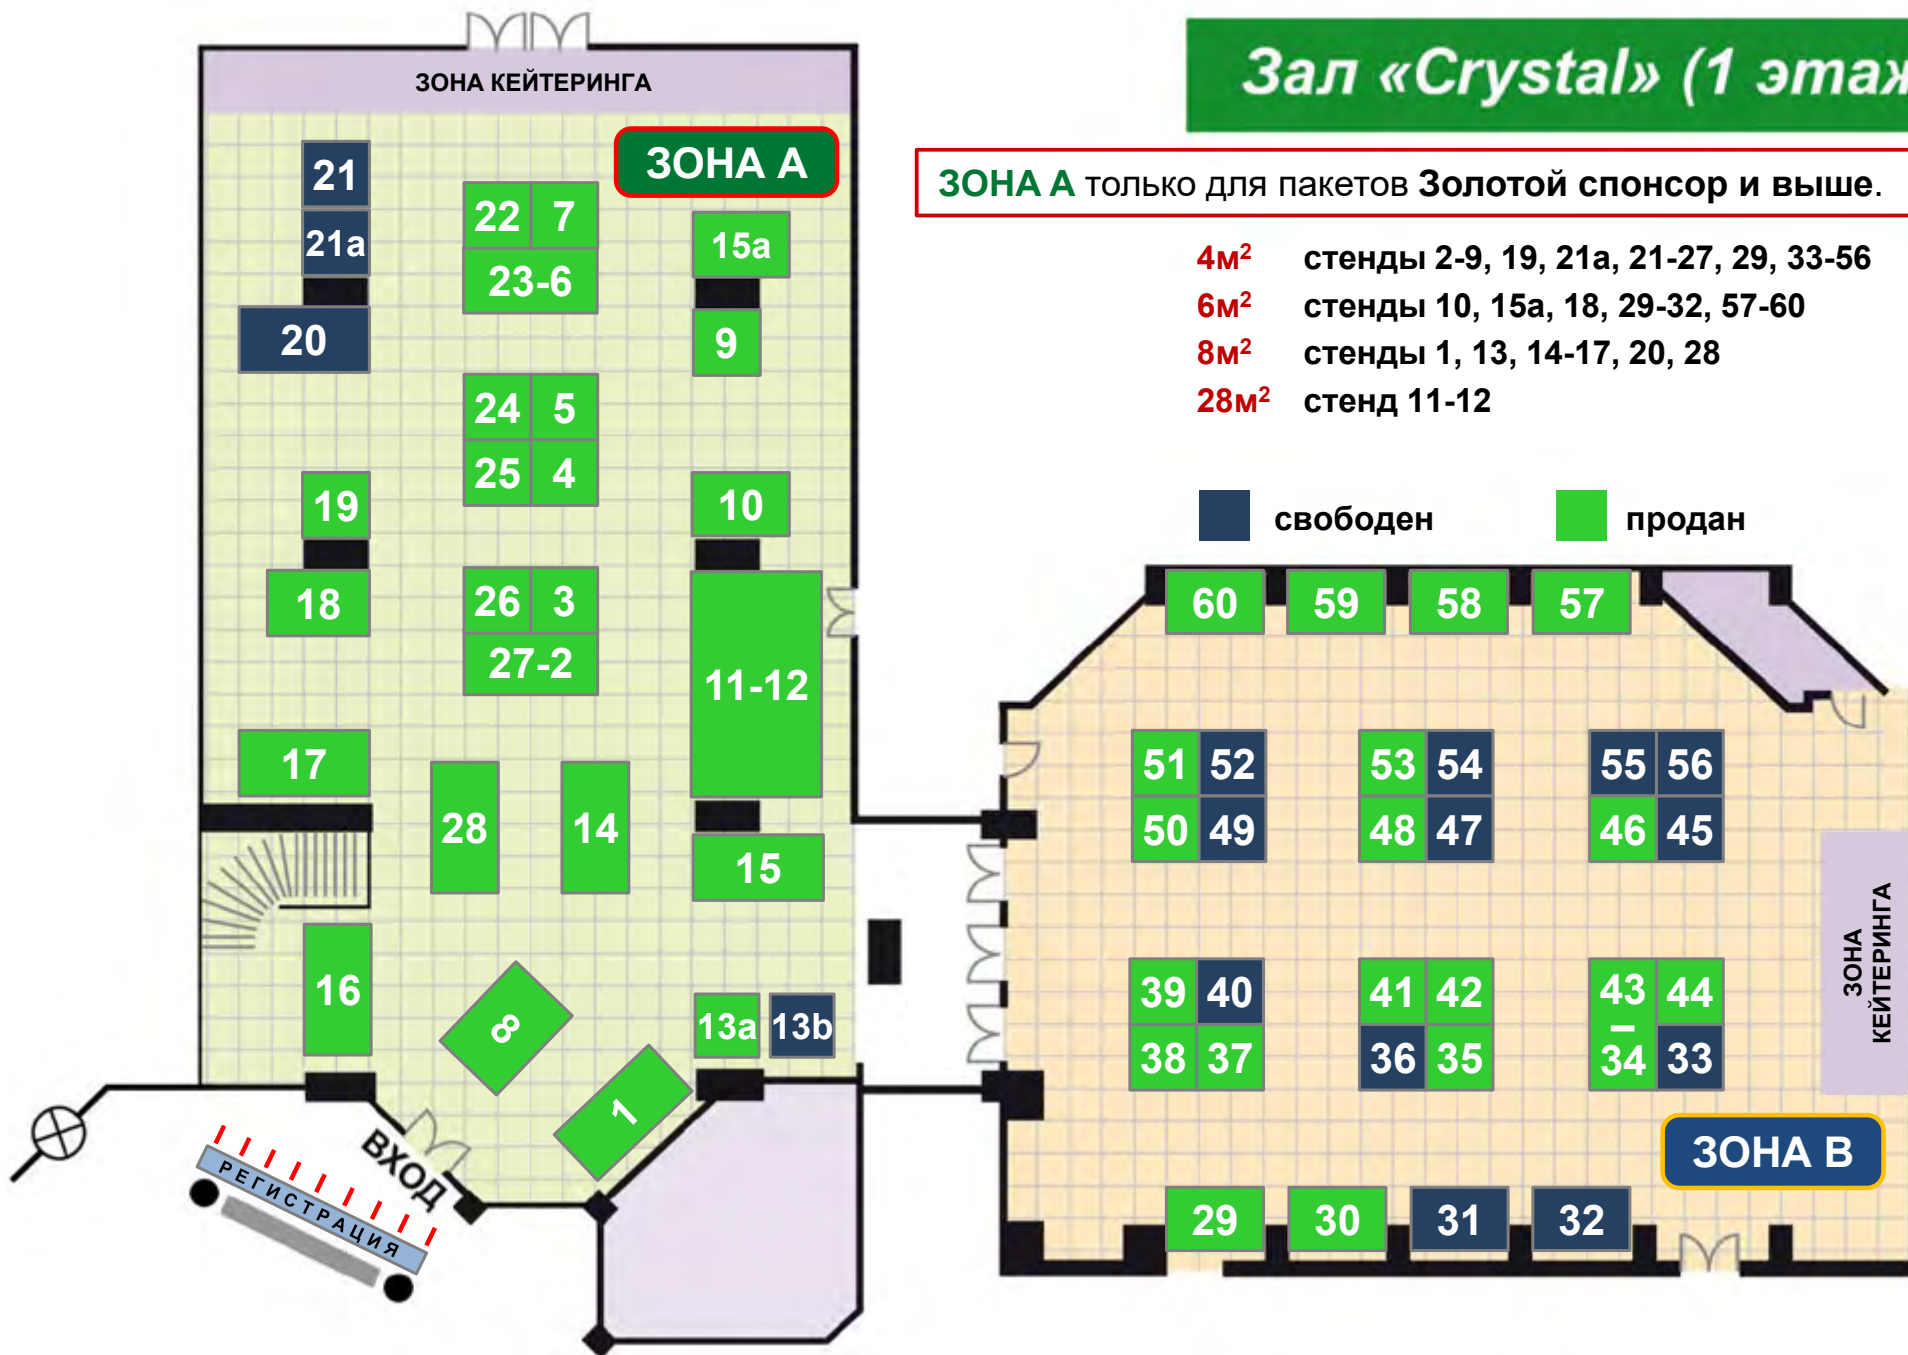 Зал «Crystal» (1 этаж
ЗОНА КЕЙТЕРИНГА
ЗОНА А
ЗОНА А только для пакетов Золотой спонсор и выше.
4м² стенды 2-9, 19, 21а, 21-27, 29, 33-56
6м² стенды 10, 15а, 18, 29-32, 57-60
8м² стенды 1, 13, 14-17, 20, 28
28м² стенд 11-12
свободен продан
21
21а
20
22 7
23-6
15а
9
24 5
25 4
19
10
18
26 3
27-2
11-12
17
28
14
15
16
8
13а 13b
1
ВХОД
РЕГИСТРАЦИЯ
60 59 58 57
51 52 53 54 55 56
50 49 48 47 46 45
39 40 41 42 43 44
–
38 37 36 35 34 33
ЗОНА
КЕЙТЕРИНГА
ЗОНА В
29 30 31 32